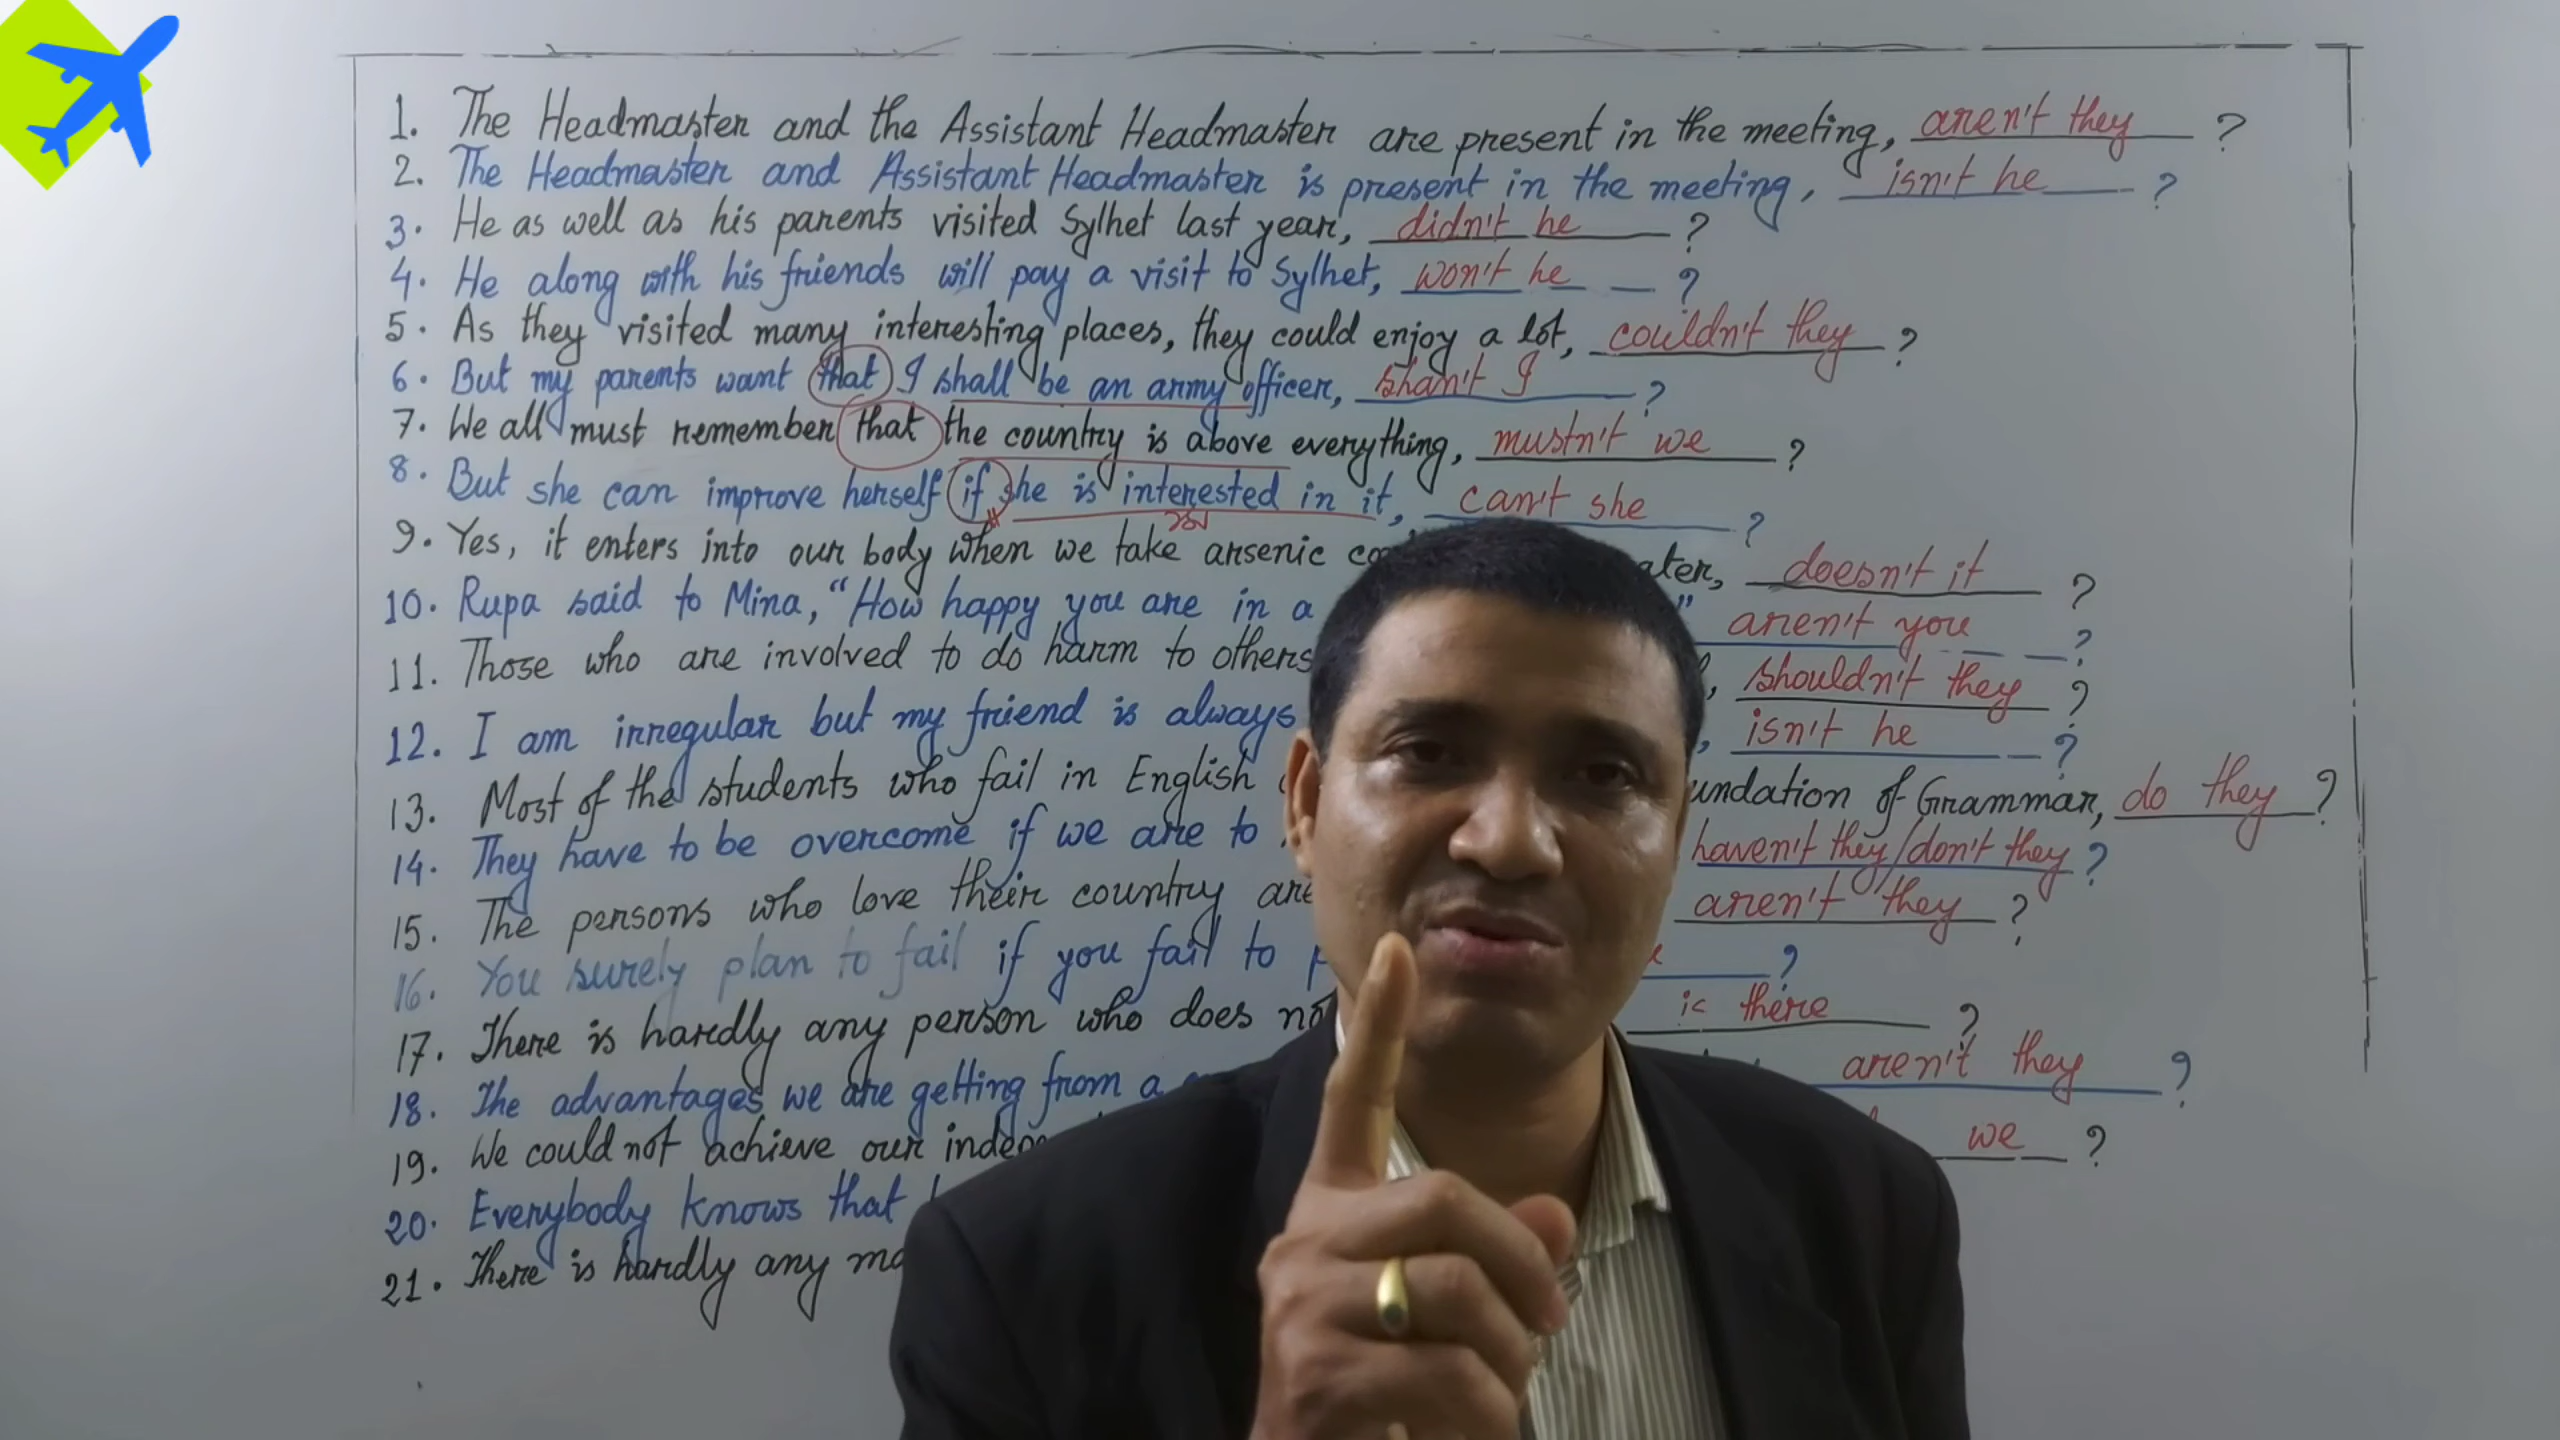 1. The Headmaster and the Assistant Headmaster are present in the meeting, aren't they ?
2. The Headmaster and Assistant Headmaster is present in the meeting, isn't he ?
3. He as well as his parents visited Sylhet last year, didn't he ?
4. He along with his friends will pay a visit to Sylhet, won't he ?
5. As they visited many interesting places, they could enjoy a lot, couldn't they ?
6. But my parents want that I shall be an army officer, shan't I ?
7. We all must remember that the country is above everything, mustn't we ?
8. But she can improve herself if she is interested in it, can't she ?
9. Yes, it enters into our body when we take arsenic doesn't it ?
10. Rupa said to Mina, "How happy you are in a " aren't you ?
11. Those who are involved to do harm to others , shouldn't they ?
12. I am irregular but my friend is always , isn't he ?
13. Most of the students who fail in English of Grammar, do they ?
14. They have to be overcome if we are to haven't they/don't they ?
15. The persons who love their country are aren't they ?
16. You surely plan to fail if you fail to ?
17. There is hardly any person who does is there ?
18. The advantages we are getting from a aren't they ?
19. We could not achieve our we ?
20. Everybody knows that
21. There is hardly any